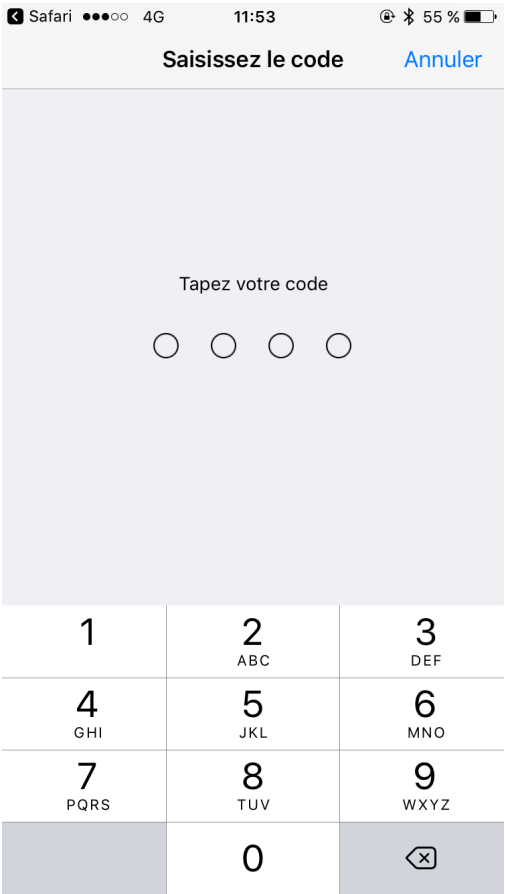 Safari 4G 11:53 55 %
Saisissez le code Annuler
Tapez votre code
1 2 3
ABC DEF
4 5 6
GHI JKL MNO
7 8 9
PQRS TUV WXYZ
0